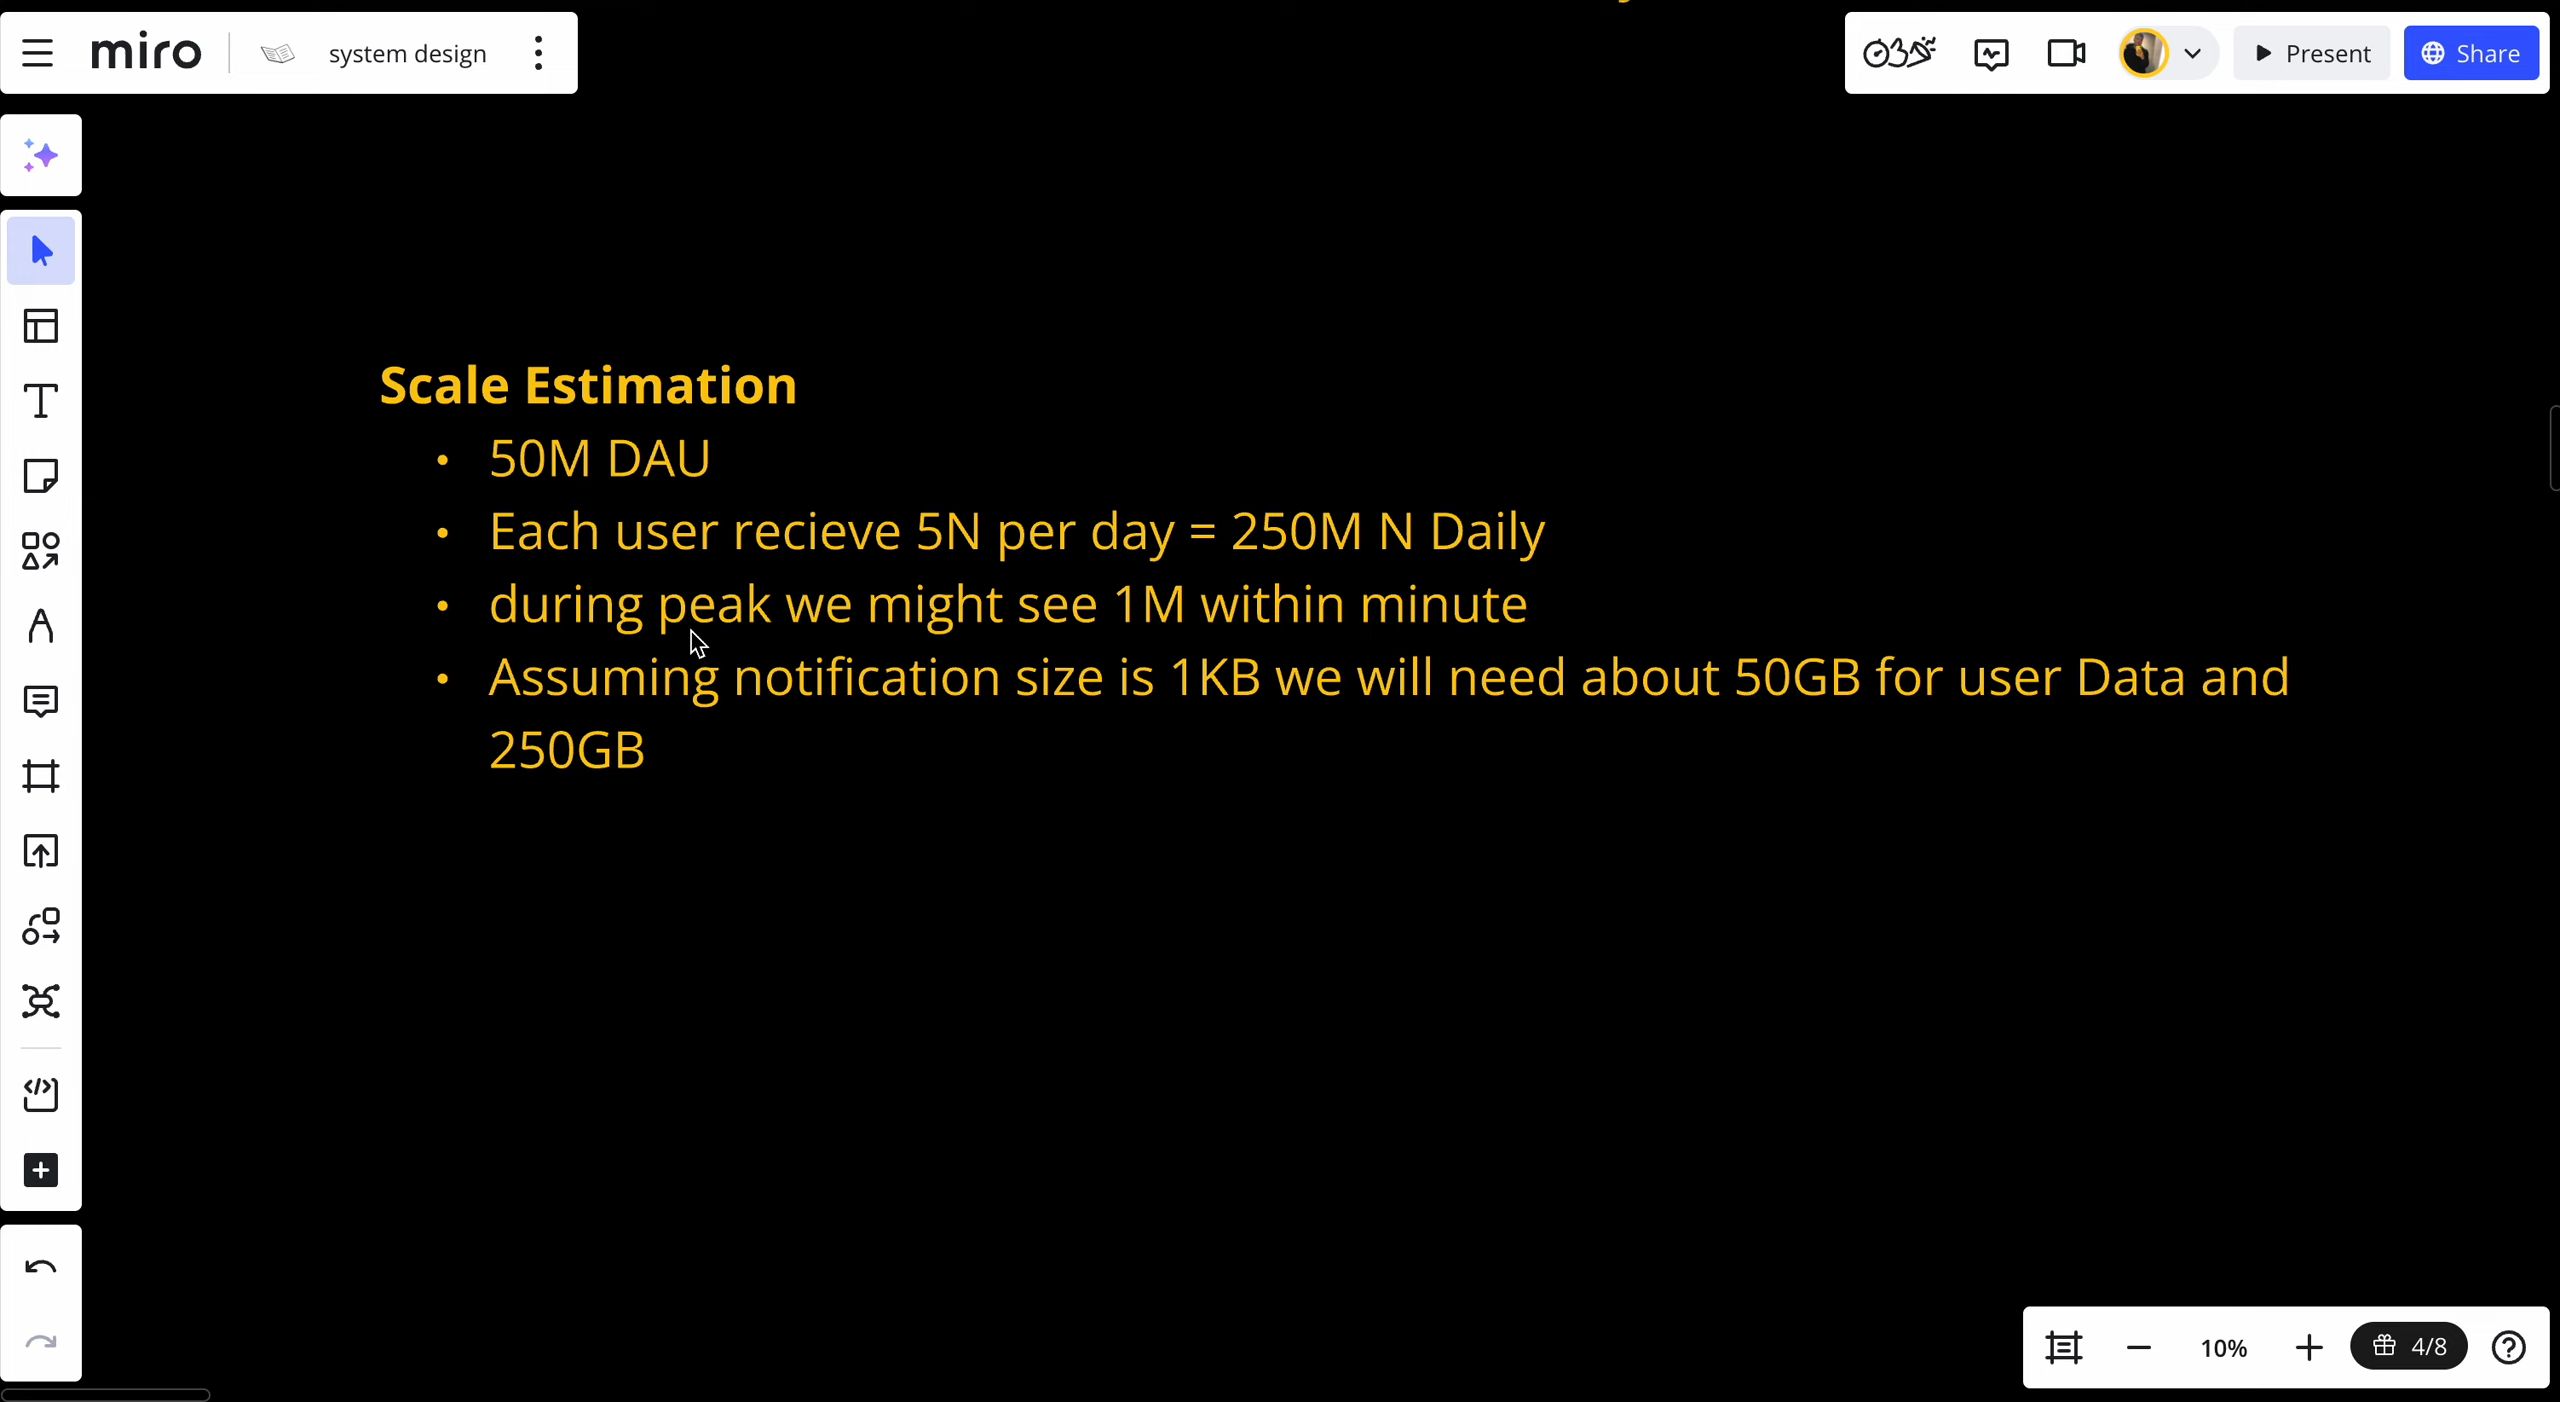 miro
system design
Present
Share
Scale Estimation
• 50M DAU
• Each user recieve 5N per day = 250M N Daily
• during peak we might see 1M within minute
• Assuming notification size is 1KB we will need about 50GB for user Data and
250GB
10%
4/8